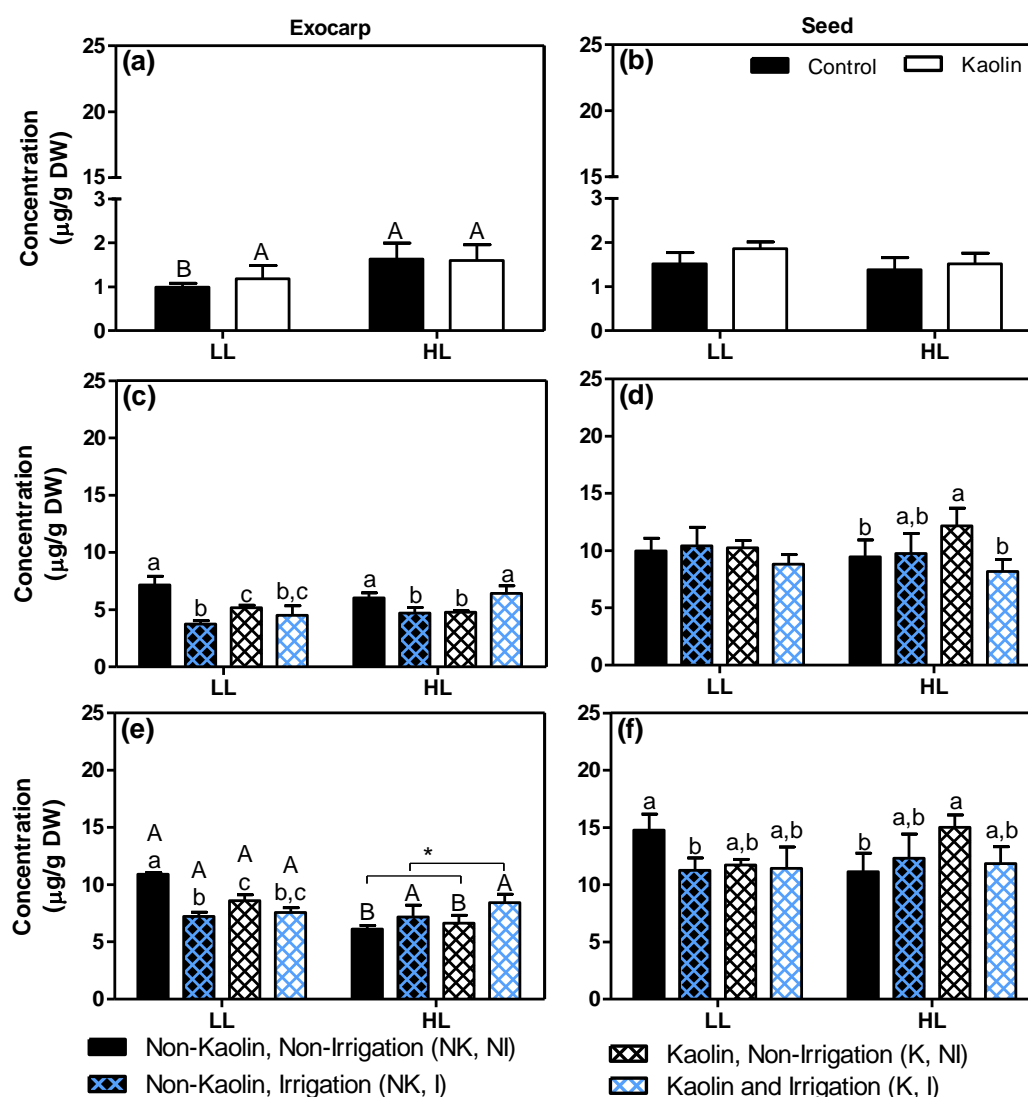 Exocarp
Seed
(a)
25
20
15
3
2
1
0
Concentration
(µg/g DW)
B
A
A
A
LL
HL
(b)
Control
Kaolin
25
20
15
3
2
1
0
LL
HL
(c)
25
20
15
10
5
0
Concentration
(µg/g DW)
a
b
c
b,c
a
b
b
a
LL
HL
(d)
25
20
15
10
5
0
b
a,b
a
b
LL
HL
(e)
25
20
15
10
5
0
Concentration
(µg/g DW)
A
a
A
b
A
c
A
b,c
*
B
A
B
A
LL
HL
(f)
25
20
15
10
5
0
a
b
a,b
a,b
b
a,b
a
a,b
LL
HL
Non-Kaolin, Non-Irrigation (NK, NI)
Kaolin, Non-Irrigation (K, NI)
Non-Kaolin, Irrigation (NK, I)
Kaolin and Irrigation (K, I)